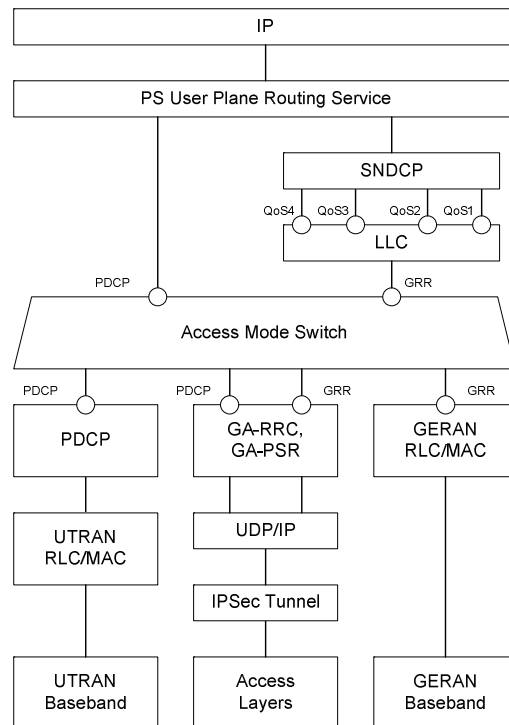 IP
PS User Plane Routing Service
SNDCP
QoS4 QoS3 QoS2 QoS1
LLC
PDCP GRR
Access Mode Switch
PDCP PDCP GRR GRR
PDCP
GA-RRC,
GA-PSR
GERAN
RLC/MAC
UTRAN
RLC/MAC
UDP/IP
IPSec Tunnel
UTRAN
Baseband
Access
Layers
GERAN
Baseband